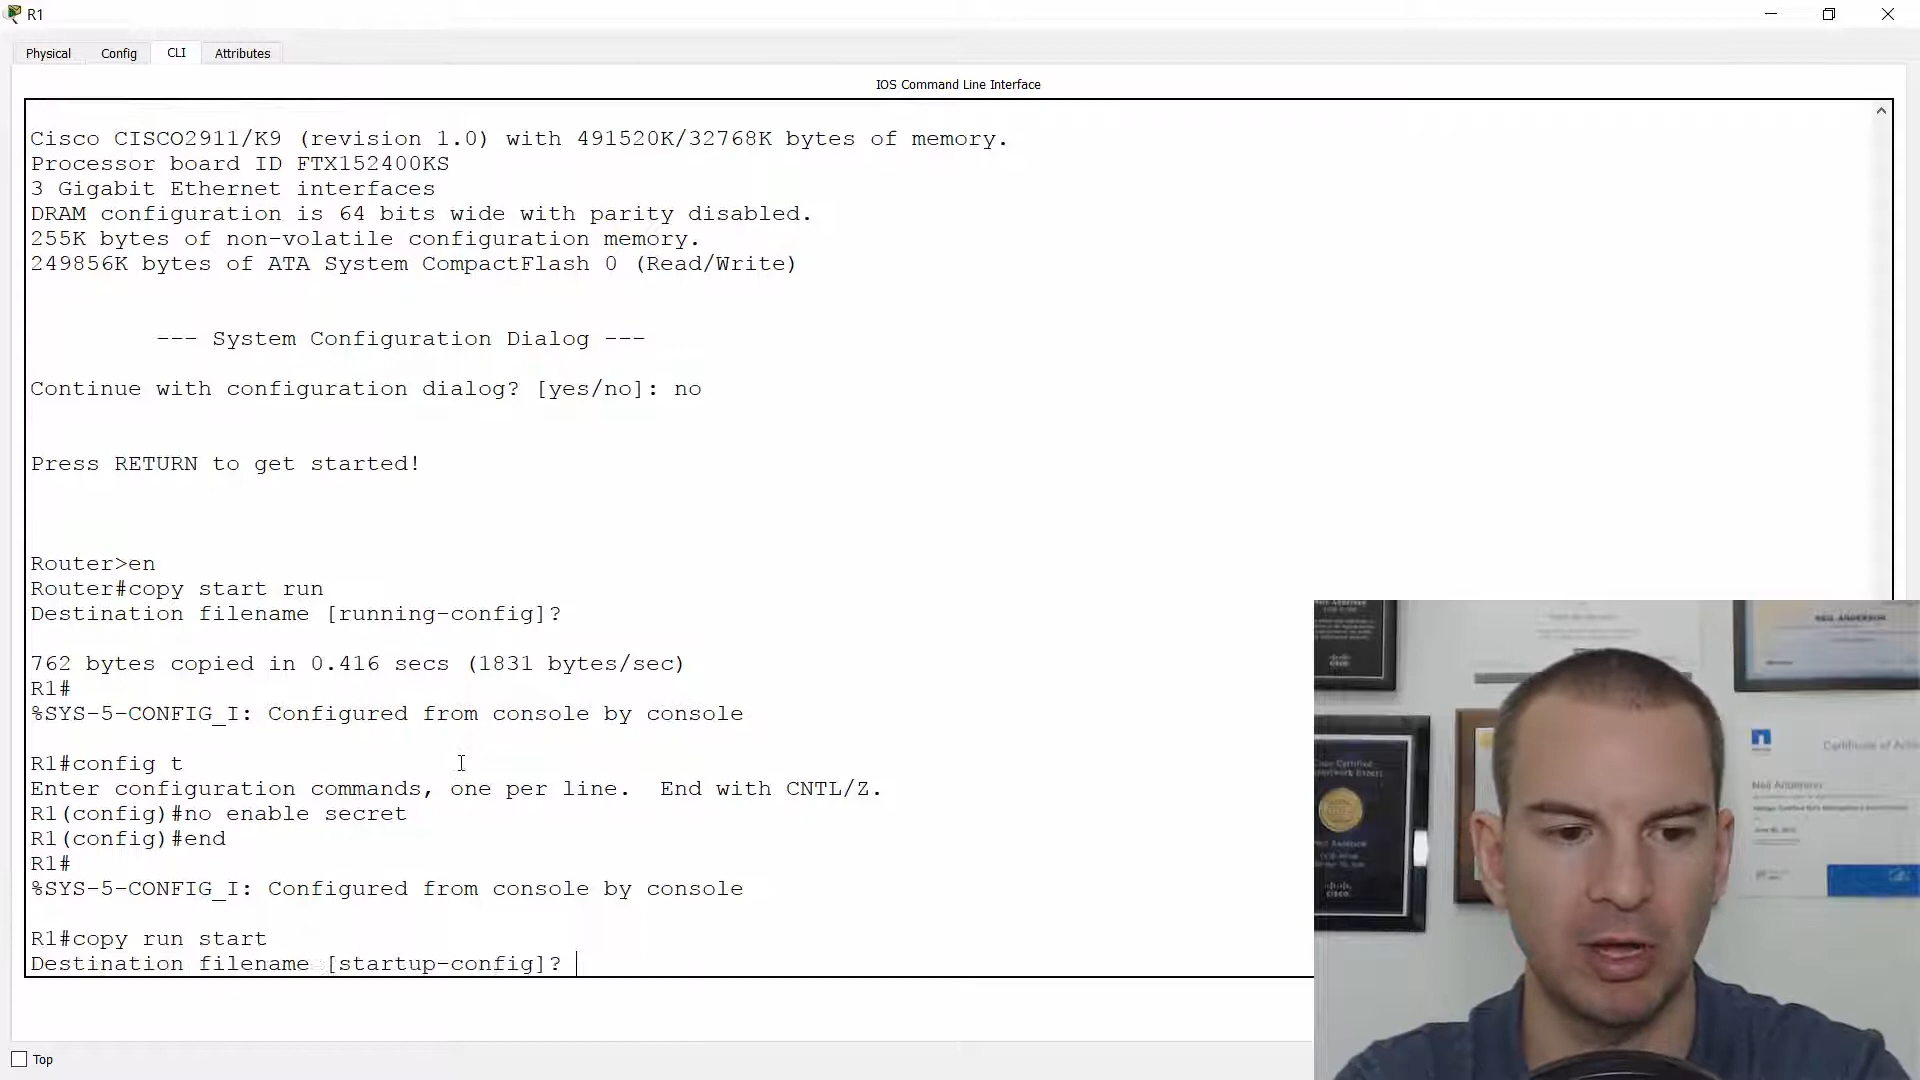 R1
Physical
Config
CLI
Attributes
IOS Command Line Interface
Cisco CISCO2911/K9 (revision 1.0) with 491520K/32768K bytes of memory.
Processor board ID FTX152400KS
3 Gigabit Ethernet interfaces
DRAM configuration is 64 bits wide with parity disabled.
255K bytes of non-volatile configuration memory.
249856K bytes of ATA System CompactFlash 0 (Read/Write)
--- System Configuration Dialog ---
Continue with configuration dialog? [yes/no]: no
Press RETURN to get started!
Router>en
Router#copy start run
Destination filename [running-config]?
762 bytes copied in 0.416 secs (1831 bytes/sec)
R1#
%SYS-5-CONFIG_I: Configured from console by console
R1#config t
Enter configuration commands, one per line.  End with CNTL/Z.
R1(config)#no enable secret
R1(config)#end
R1#
%SYS-5-CONFIG_I: Configured from console by console
R1#copy run start
Destination filename [startup-config]?
Top
NEIL ANDERSON
Neil Anderson